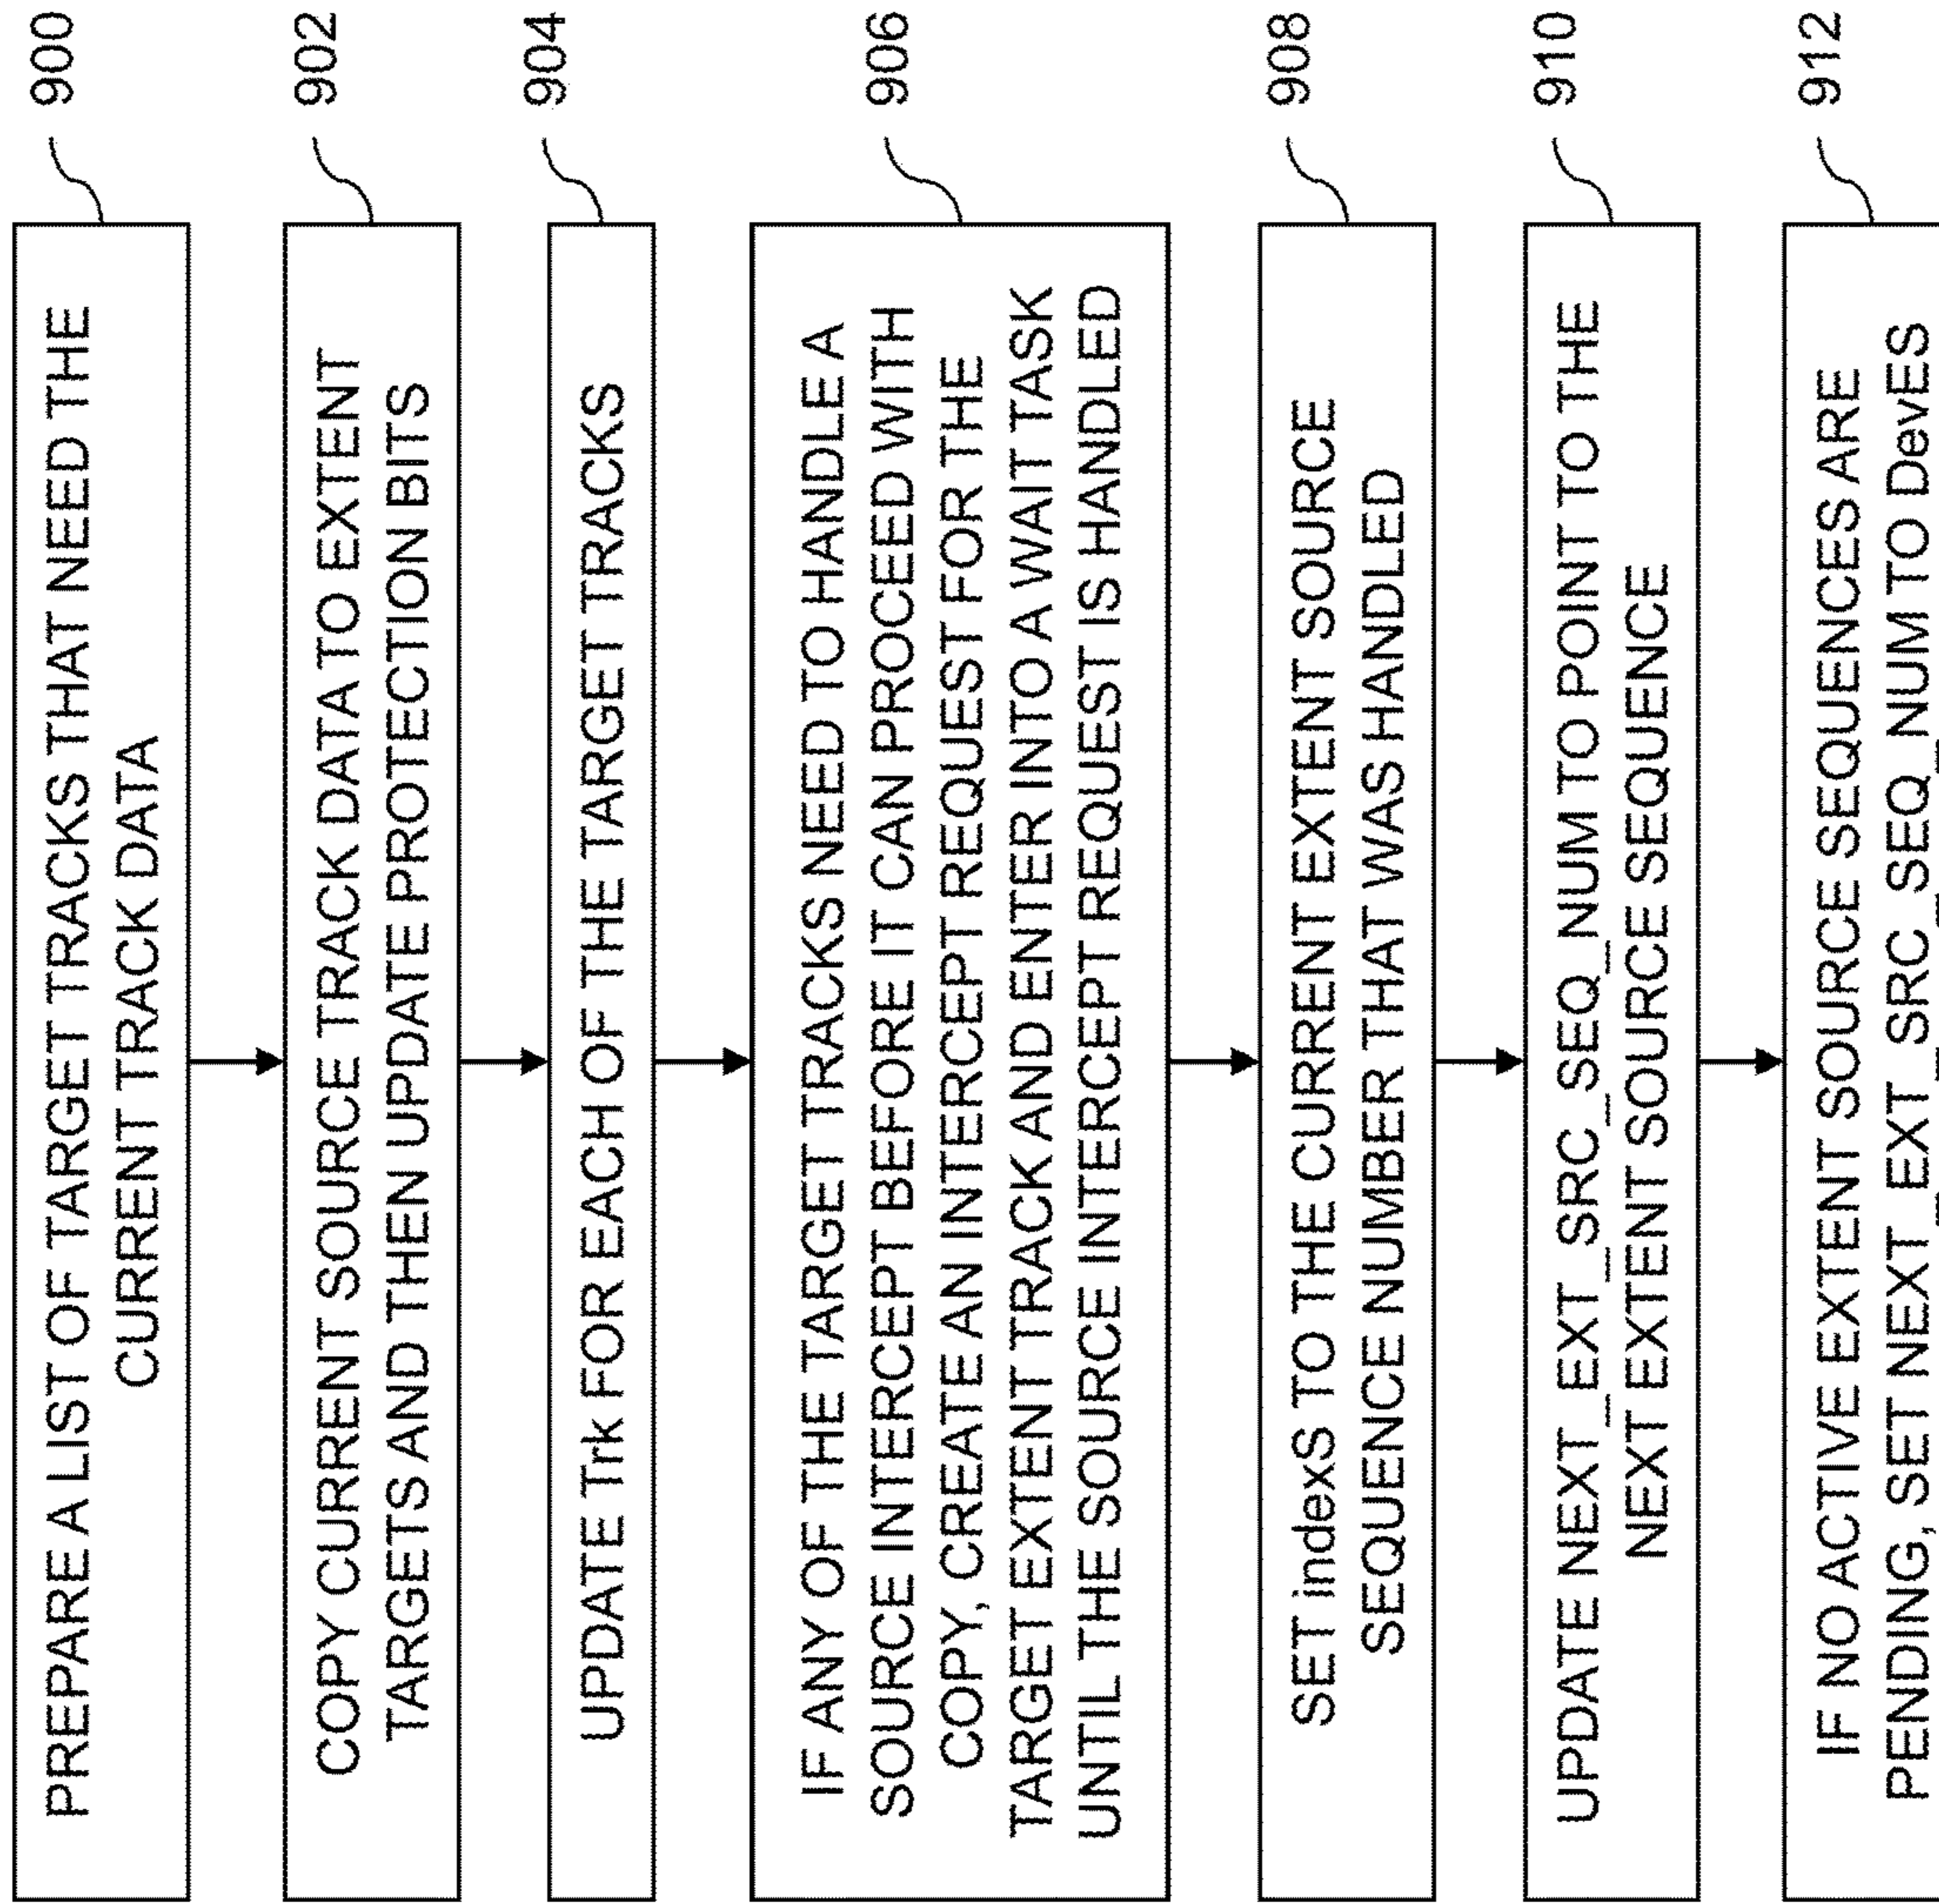 PREPARE A LIST OF TARGET TRACKS THAT NEED THE
CURRENT TRACK DATA
900
COPY CURRENT SOURCE TRACK DATA TO EXTENT
TARGETS AND THEN UPDATE PROTECTION BITS
902
UPDATE Trk FOR EACH OF THE TARGET TRACKS
904
IF ANY OF THE TARGET TRACKS NEED TO HANDLE A
SOURCE INTERCEPT BEFORE IT CAN PROCEED WITH
COPY, CREATE AN INTERCEPT REQUEST FOR THE
TARGET EXTENT TRACK AND ENTER INTO A WAIT TASK
UNTIL THE SOURCE INTERCEPT REQUEST IS HANDLED
906
SET indexS TO THE CURRENT EXTENT SOURCE
SEQUENCE NUMBER THAT WAS HANDLED
908
UPDATE NEXT_EXT_SRC_SEQ_NUM TO POINT TO THE
NEXT EXTENT SOURCE SEQUENCE
910
IF NO ACTIVE EXTENT SOURCE SEQUENCES ARE
PENDING, SET NEXT_EXT_SRC_SEQ_NUM TO DevES
912